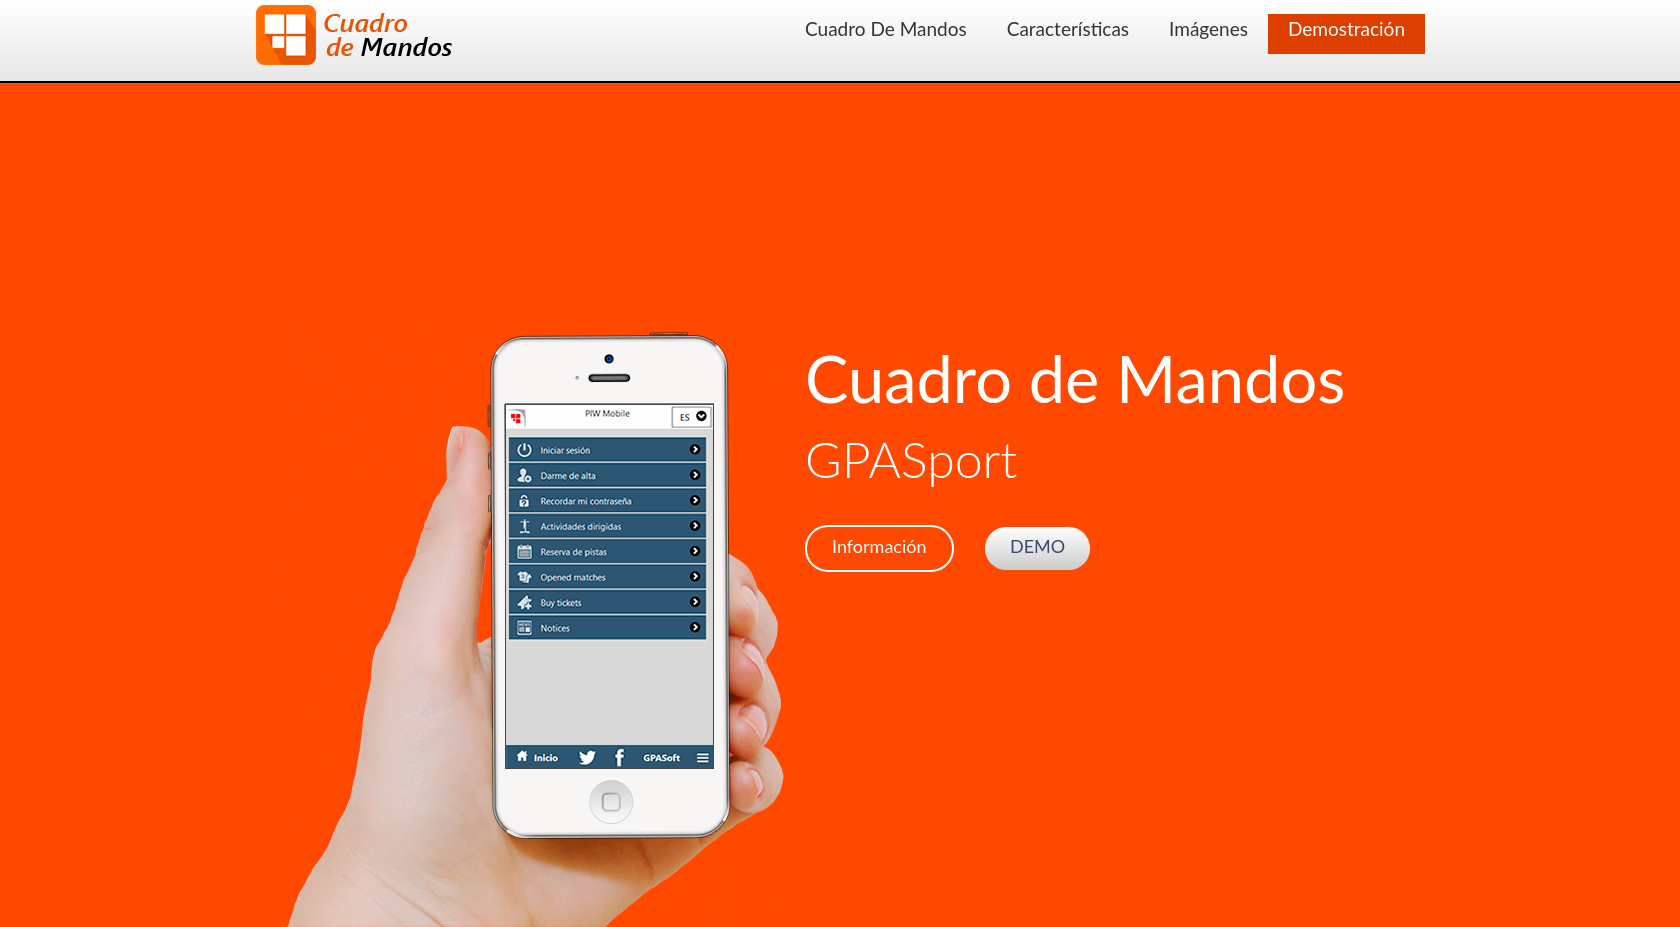 Cuadro
de Mandos
Cuadro De Mandos
Características
Imágenes
Demostración
PIW Mobile
ES
Iniciar sesión
Darme de alta
Recordar mi contraseña
Actividades dirigidas
Reserva de pistas
Opened matches
Buy tickets
Notices
Inicio
GPASoft
Cuadro de Mandos
GPASport
Información
DEMO